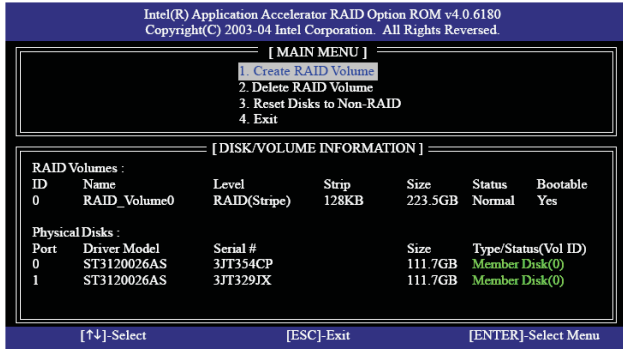 Intel(R) Application Accelerator RAID Option ROM v4.0.6180
Copyright(C) 2003-04 Intel Corporation. All Rights Reversed.
[ MAIN MENU ]
1. Create RAID Volume
2. Delete RAID Volume
3. Reset Disks to Non-RAID
4. Exit
[ DISK/VOLUME INFORMATION ]
RAID Volumes :
ID Name Level Strip Size Status Bootable
0 RAID_Volume0 RAID(Stripe) 128KB 223.5GB Normal Yes
Physical Disks :
Port Driver Model Serial # Size Type/Status(Vol ID)
0 ST3120026AS 3JT354CP 111.7GB Member Disk(0)
1 ST3120026AS 3JT329JX 111.7GB Member Disk(0)
[↑↓]-Select [ESC]-Exit [ENTER]-Select Menu